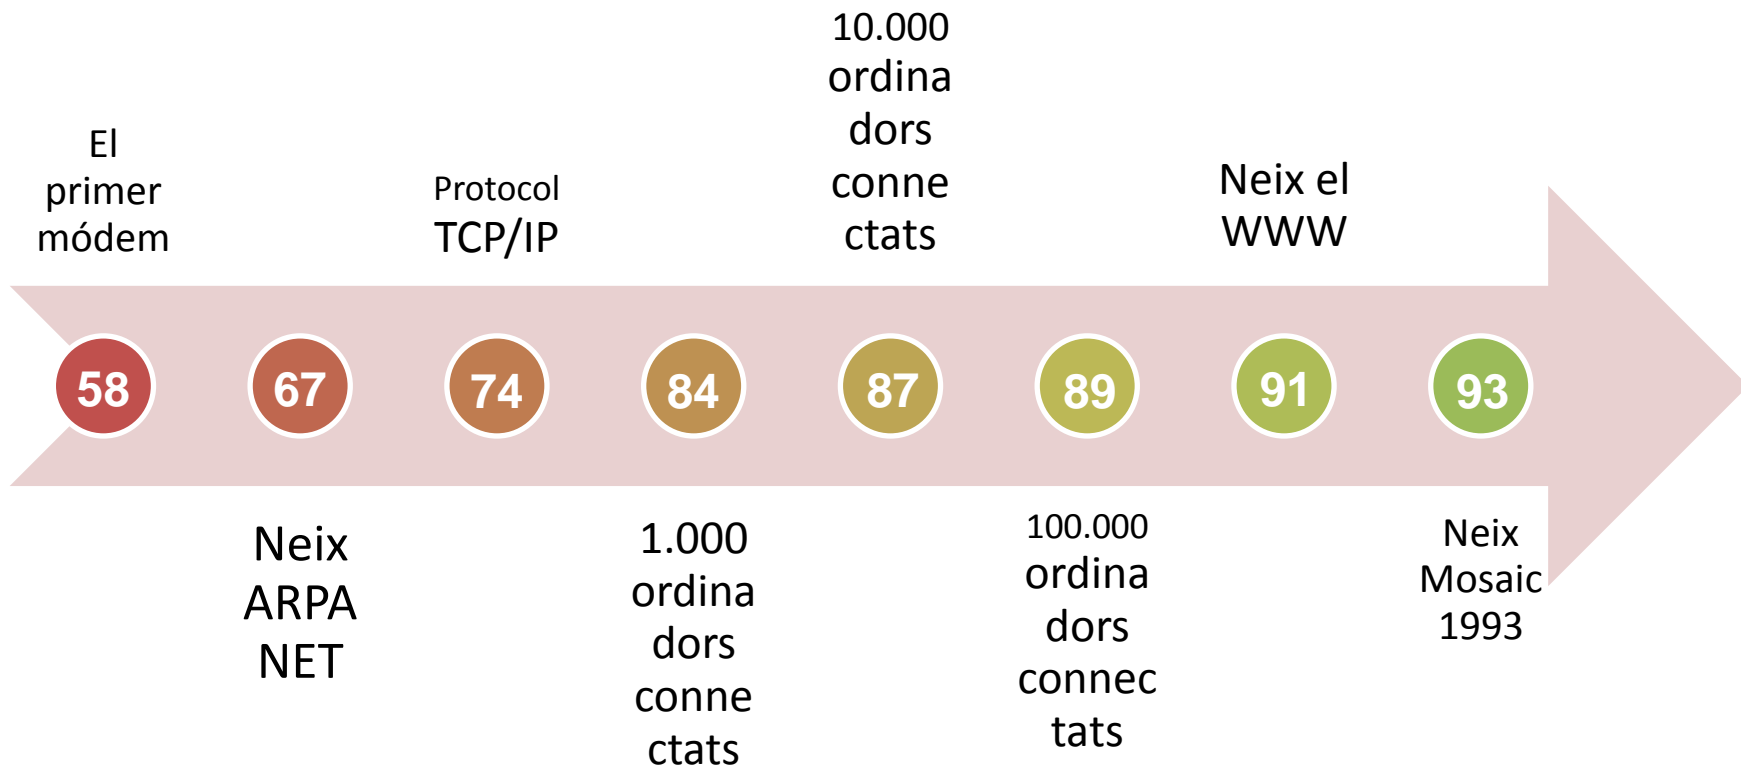 10.000
ordina
dors
conne
ctats
El
primer
módem
Protocol
TCP/IP
Neix el
WWW
58
67
74
84
87
89
91
93
Neix
ARPA
NET
1.000
ordina
dors
conne
ctats
100.000
ordina
dors
connec
tats
Neix
Mosaic
1993